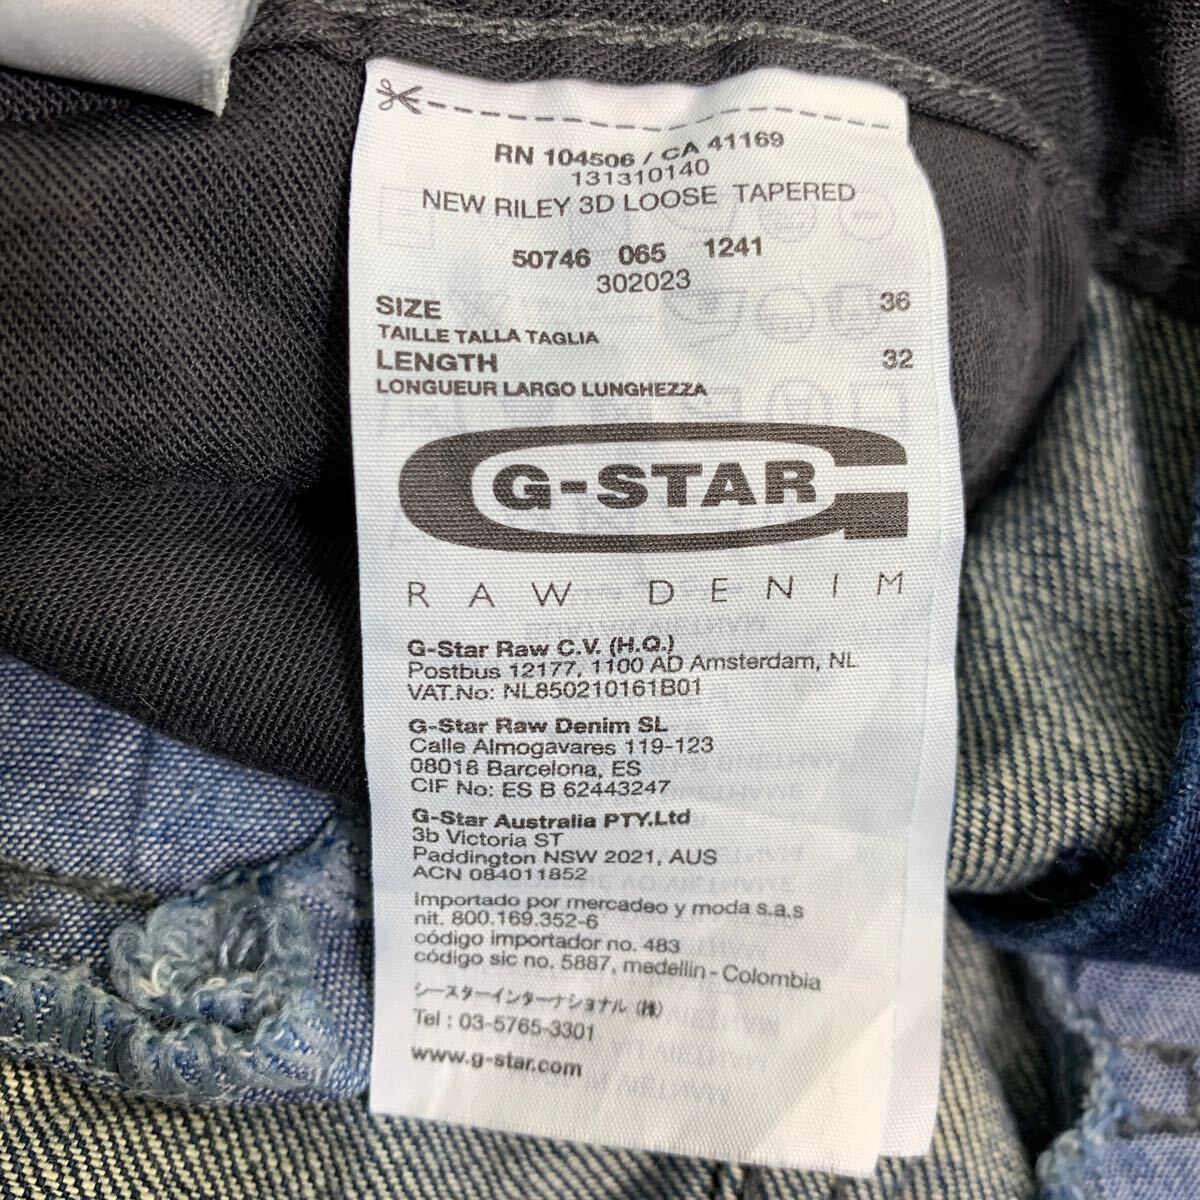 RN 104506 / CA 41169
131310140
NEW RILEY 3D LOOSE TAPERED
50746 065 1241
302023
SIZE 36
TAILLE TALLA TAGLIA
LENGTH 32
LONGUEUR LARGO LUNGHEZZA
G-STAR
RAW DENIM
G-Star Raw C.V. (H.Q.)
Postbus 12177, 1100 AD Amsterdam, NL
VAT.No: NL850210161B01
G-Star Raw Denim SL
Calle Almogavares 119-123
08018 Barcelona, ES
CIF No: ES B 62443247
G-Star Australia PTY.Ltd
3b Victoria ST
Paddington NSW 2021, AUS
ACN 084011852
Importado por mercadeo y moda s.a.s
nit. 800.169.352-6
código importador no. 483
código sic no. 5887, medellin - Colombia
ジースターインターナショナル (株)
Tel : 03-5765-3301
www.g-star.com